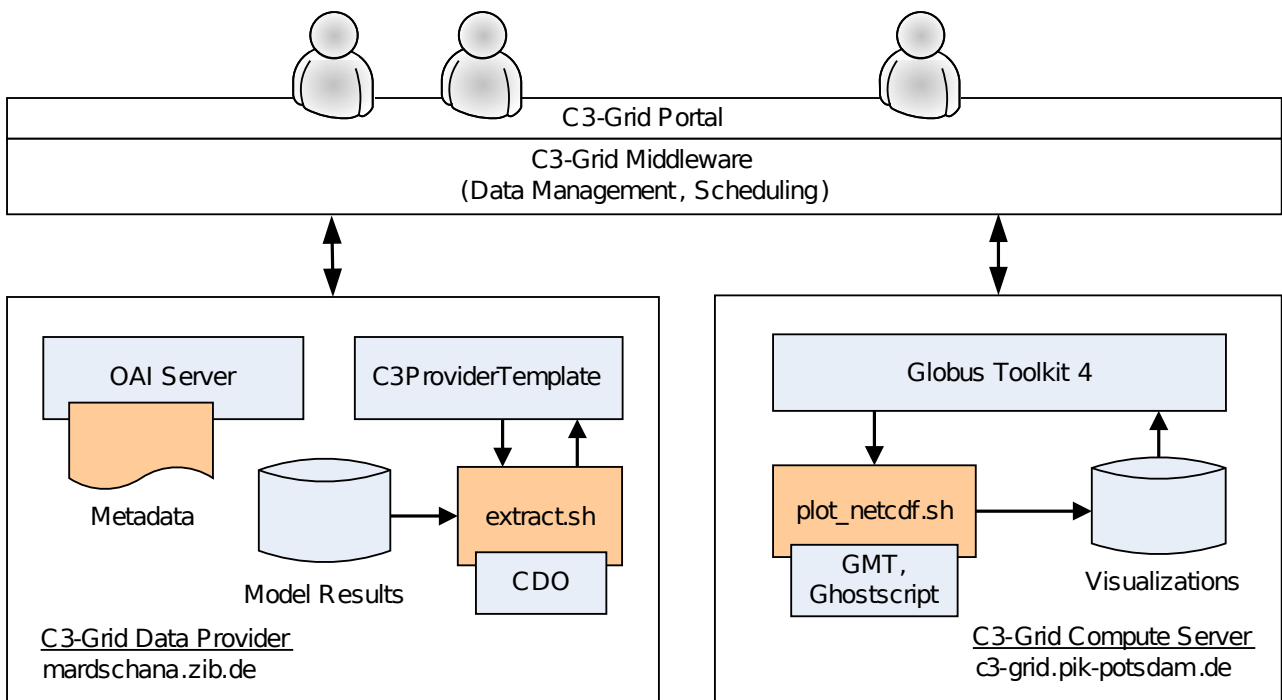 C3-Grid Portal
C3-Grid Middleware
(Data Management, Scheduling)
OAI Server
Metadata
C3ProviderTemplate
extract.sh
CDO
Model Results
C3-Grid Data Provider
mardschana.zib.de
Globus Toolkit 4
plot_netcdf.sh
GMT,
Ghostscript
Visualizations
C3-Grid Compute Server
c3-grid.pik-potsdam.de